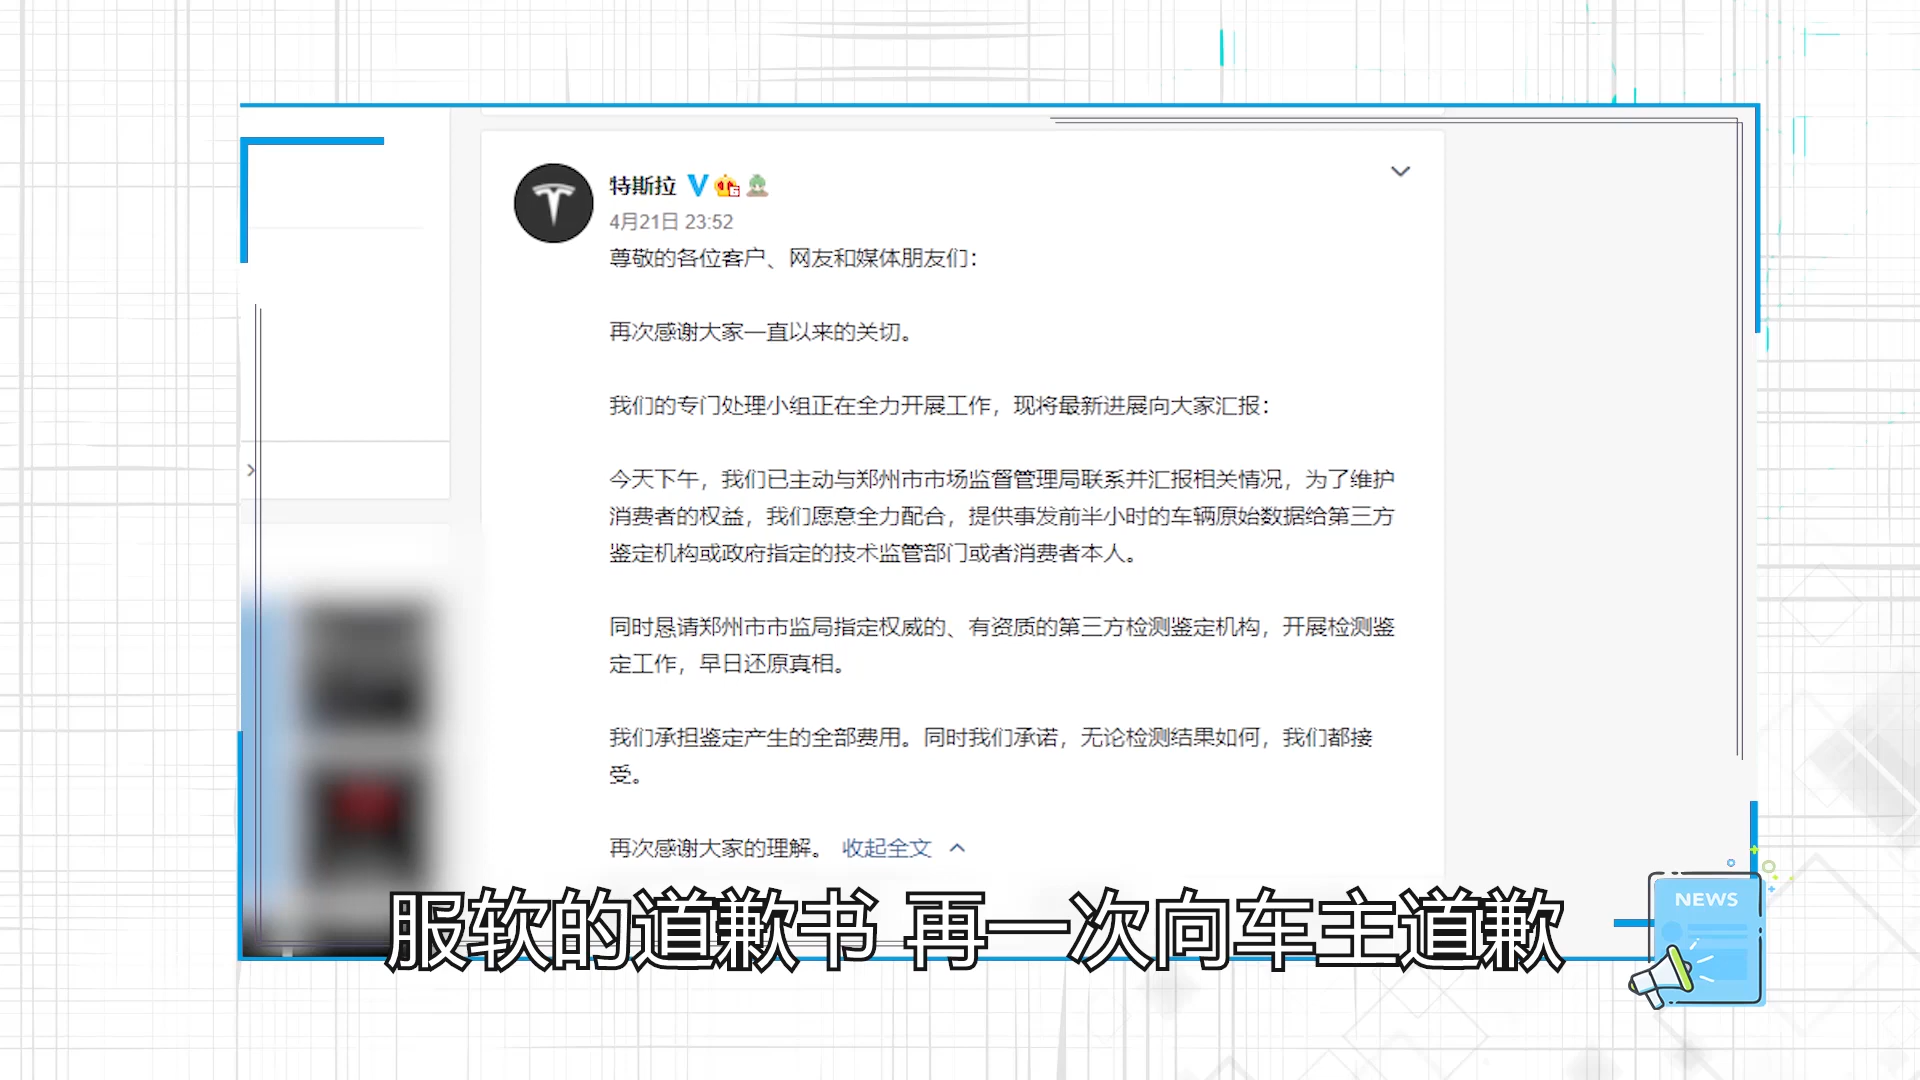 特斯拉
4月21日 23:52
尊敬的各位客户、网友和媒体朋友们：
再次感谢大家一直以来的关切。
我们的专门处理小组正在全力开展工作，现将最新进展向大家汇报：
今天下午，我们已主动与郑州市市场监督管理局联系并汇报相关情况，为了维护
消费者的权益，我们愿意全力配合，提供事发前半小时的车辆原始数据给第三方
鉴定机构或政府指定的技术监管部门或者消费者本人。
同时恳请郑州市市监局指定权威的、有资质的第三方检测鉴定机构，开展检测鉴
定工作，早日还原真相。
我们承担鉴定产生的全部费用。同时我们承诺，无论检测结果如何，我们都接
受。
再次感谢大家的理解。 收起全文
服软的道歉书 再一次向车主道歉
NEWS